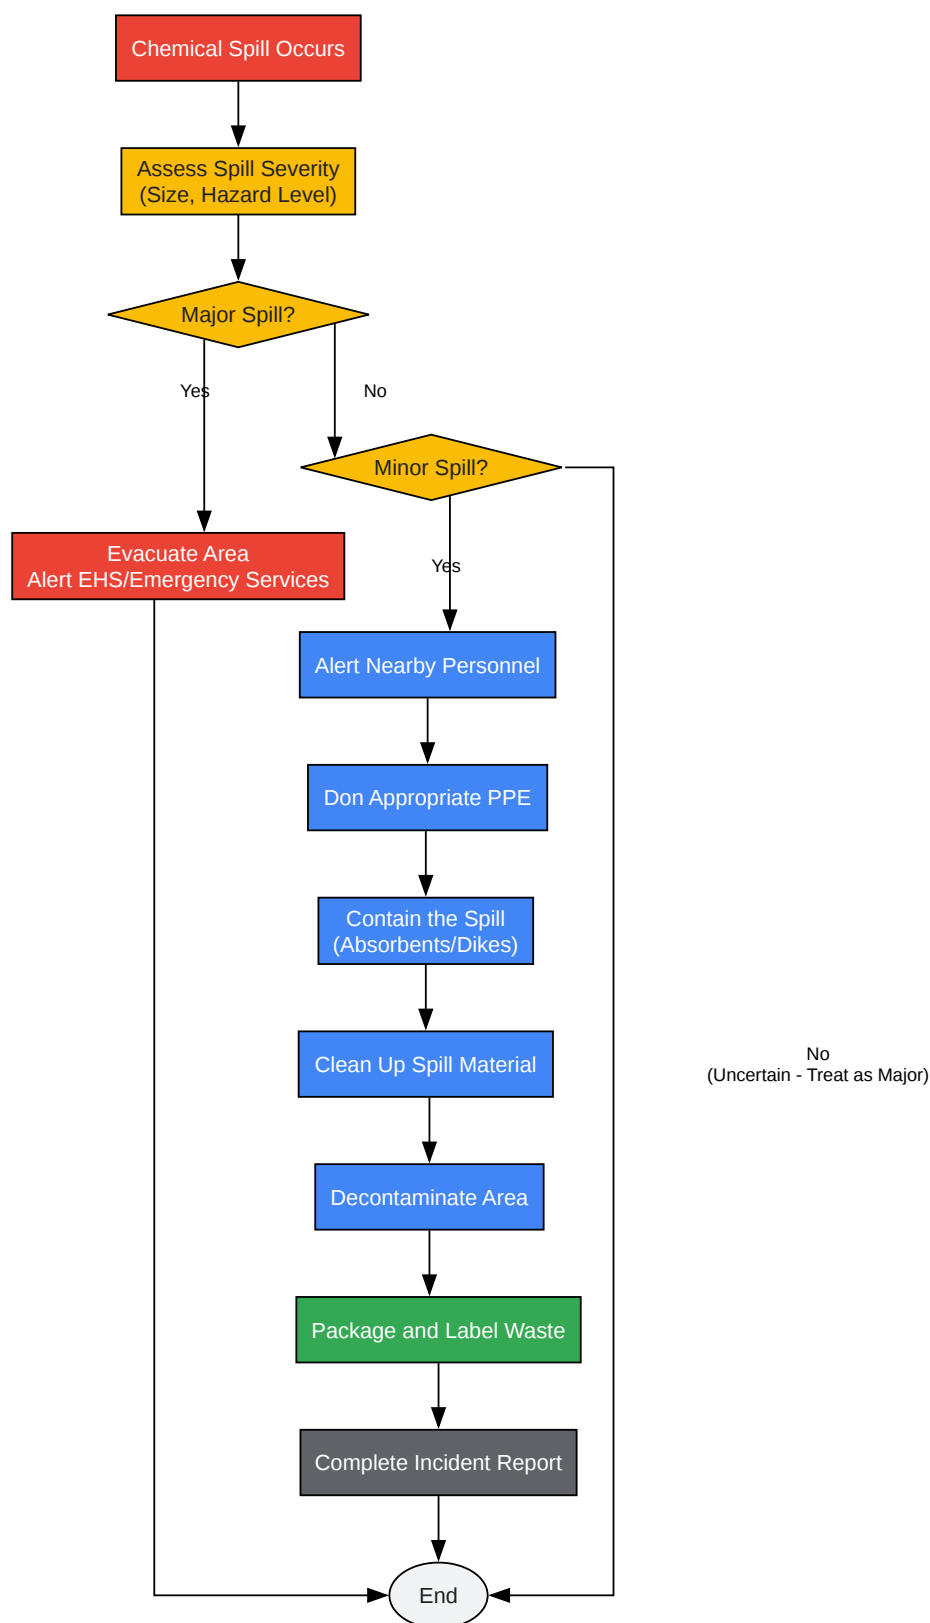 Chemical Spill Occurs
Assess Spill Severity
(Size, Hazard Level)
Major Spill?
Yes
No
Minor Spill?
Evacuate Area
Alert EHS/Emergency Services
Yes
Alert Nearby Personnel
Don Appropriate PPE
Contain the Spill
(Absorbents/Dikes)
Clean Up Spill Material
No
(Uncertain - Treat as Major)
Decontaminate Area
Package and Label Waste
Complete Incident Report
End